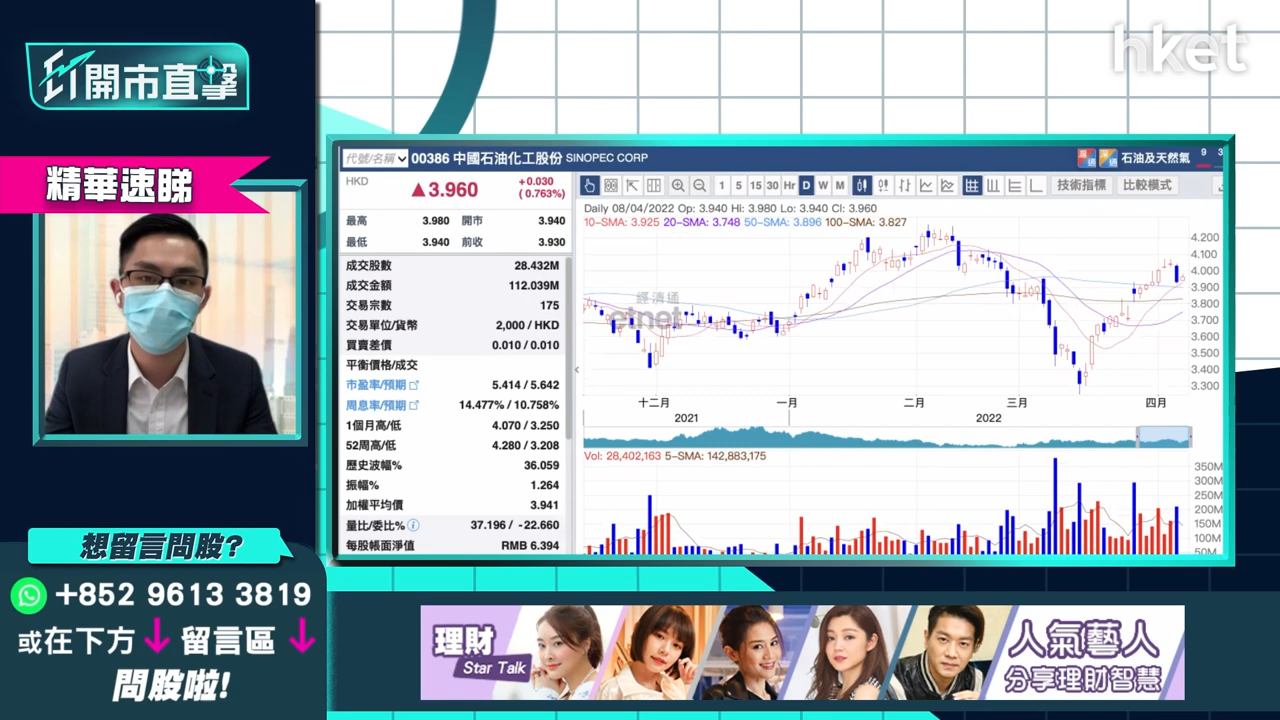 hket
ET開市直擊
精華速睇
代號/名稱 00386 中國石油化工股份 SINOPEC CORP
石油及天然氣
HKD
▲3.960
+0.030
( 0.763%)
最高 3.980 開市 3.940
最低 3.940 前收 3.930
成交股數 28.432M
成交金額 112.039M
交易宗數 175
交易單位/貨幣 2,000 / HKD
買賣差價 0.010 / 0.010
平衡價格/成交
市盈率/預期 5.414 / 5.642
周息率/預期 14.477% / 10.758%
1個月高/低 4.070 / 3.250
52周高/低 4.280 / 3.208
歷史波幅% 36.059
振幅% 1.264
加權平均價 3.941
量比/委比% 37.196 / -22.660
每股帳面淨值 RMB 6.394
1 5 15 30 Hr D W M 技術指標 比較模式
Daily 08/04/2022 Op: 3.940 Hi: 3.980 Lo: 3.940 Cl: 3.960
10-SMA: 3.925 20-SMA: 3.748 50-SMA: 3.896 100-SMA: 3.827
經濟通
etnet
4.200
4.100
4.000
3.900
3.800
3.700
3.600
3.500
3.400
3.300
十二月 一月 二月 三月 四月
2021 2022
Vol: 28,402,163 5-SMA: 142,883,175
350M
300M
250M
200M
150M
100M
50M
想留言問股?
+852 9613 3819
或在下方↓留言區↓
問股啦!
理財
Star Talk
人氣藝人
分享理財智慧